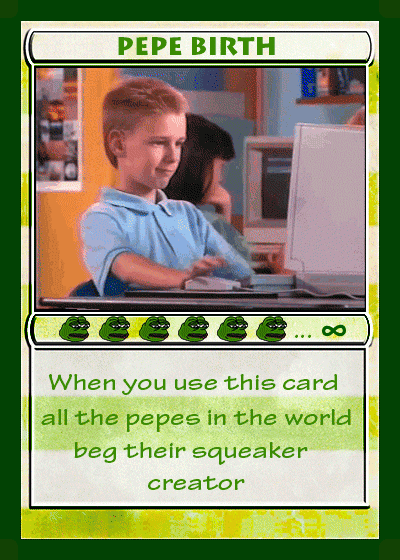 PEPE BIRTH
... ∞
When you use this card
all the pepes in the world
beg their squeaker
creator